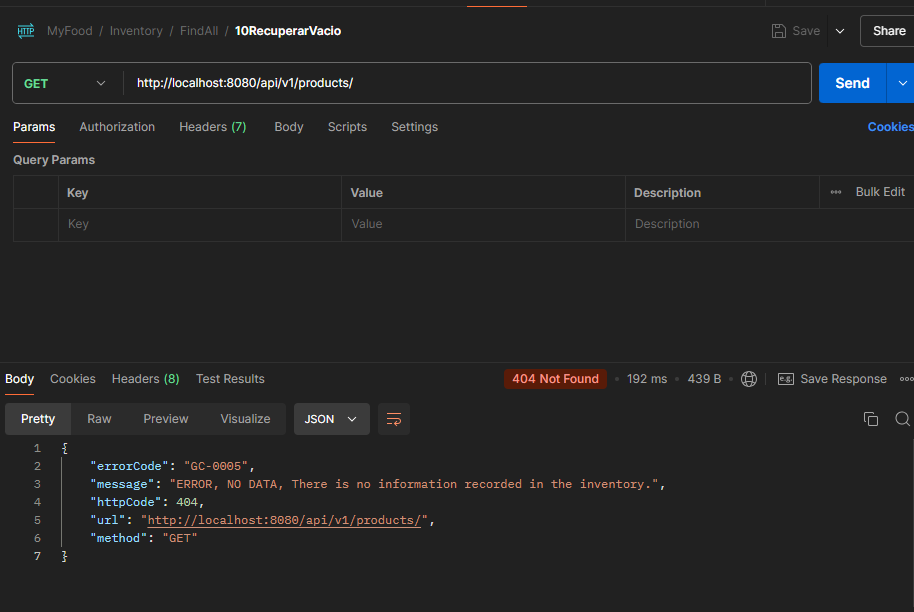 HTTP MyFood / Inventory / FindAll / 10RecuperarVacio Save Share
GET http://localhost:8080/api/v1/products/ Send
Params Authorization Headers (7) Body Scripts Settings Cookies
Query Params
Key Value Description Bulk Edit
Key Value Description
Body Cookies Headers (8) Test Results 404 Not Found 192 ms 439 B e.g. Save Response
Pretty Raw Preview Visualize JSON
1 {
2 "errorCode": "GC-0005",
3 "message": "ERROR, NO DATA, There is no information recorded in the inventory.",
4 "httpCode": 404,
5 "url": "http://localhost:8080/api/v1/products/",
6 "method": "GET"
7 }